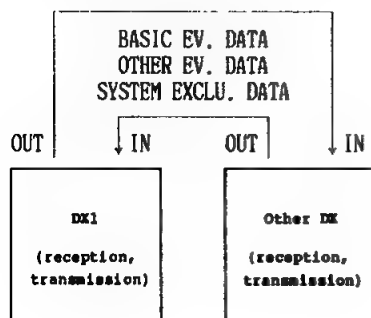 BASIC EV. DATA
OTHER EV. DATA
SYSTEM EXCLU. DATA
OUT IN OUT IN
DX1 Other DX
(reception, (reception,
transmission) transmission)